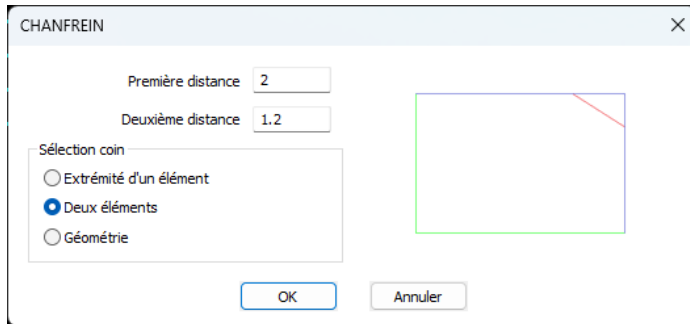 CHANFREIN
Première distance 2
Deuxième distance 1.2
Sélection coin
Extrémité d'un élément
Deux éléments
Géométrie
OK Annuler